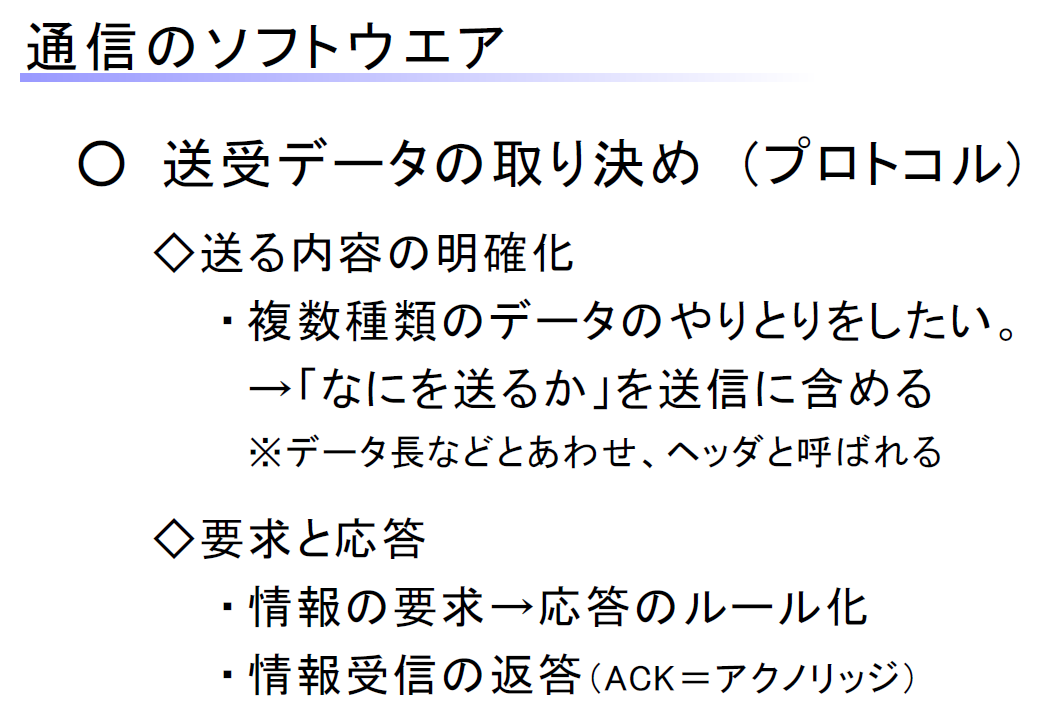 通信のソフトウエア
○ 送受データの取り決め （プロトコル）
◇送る内容の明確化
・複数種類のデータのやりとりをしたい。
→「なにを送るか」を送信に含める
※データ長などとあわせ、ヘッダと呼ばれる
◇要求と応答
・情報の要求→応答のルール化
・情報受信の返答（ACK＝アクノリッジ）